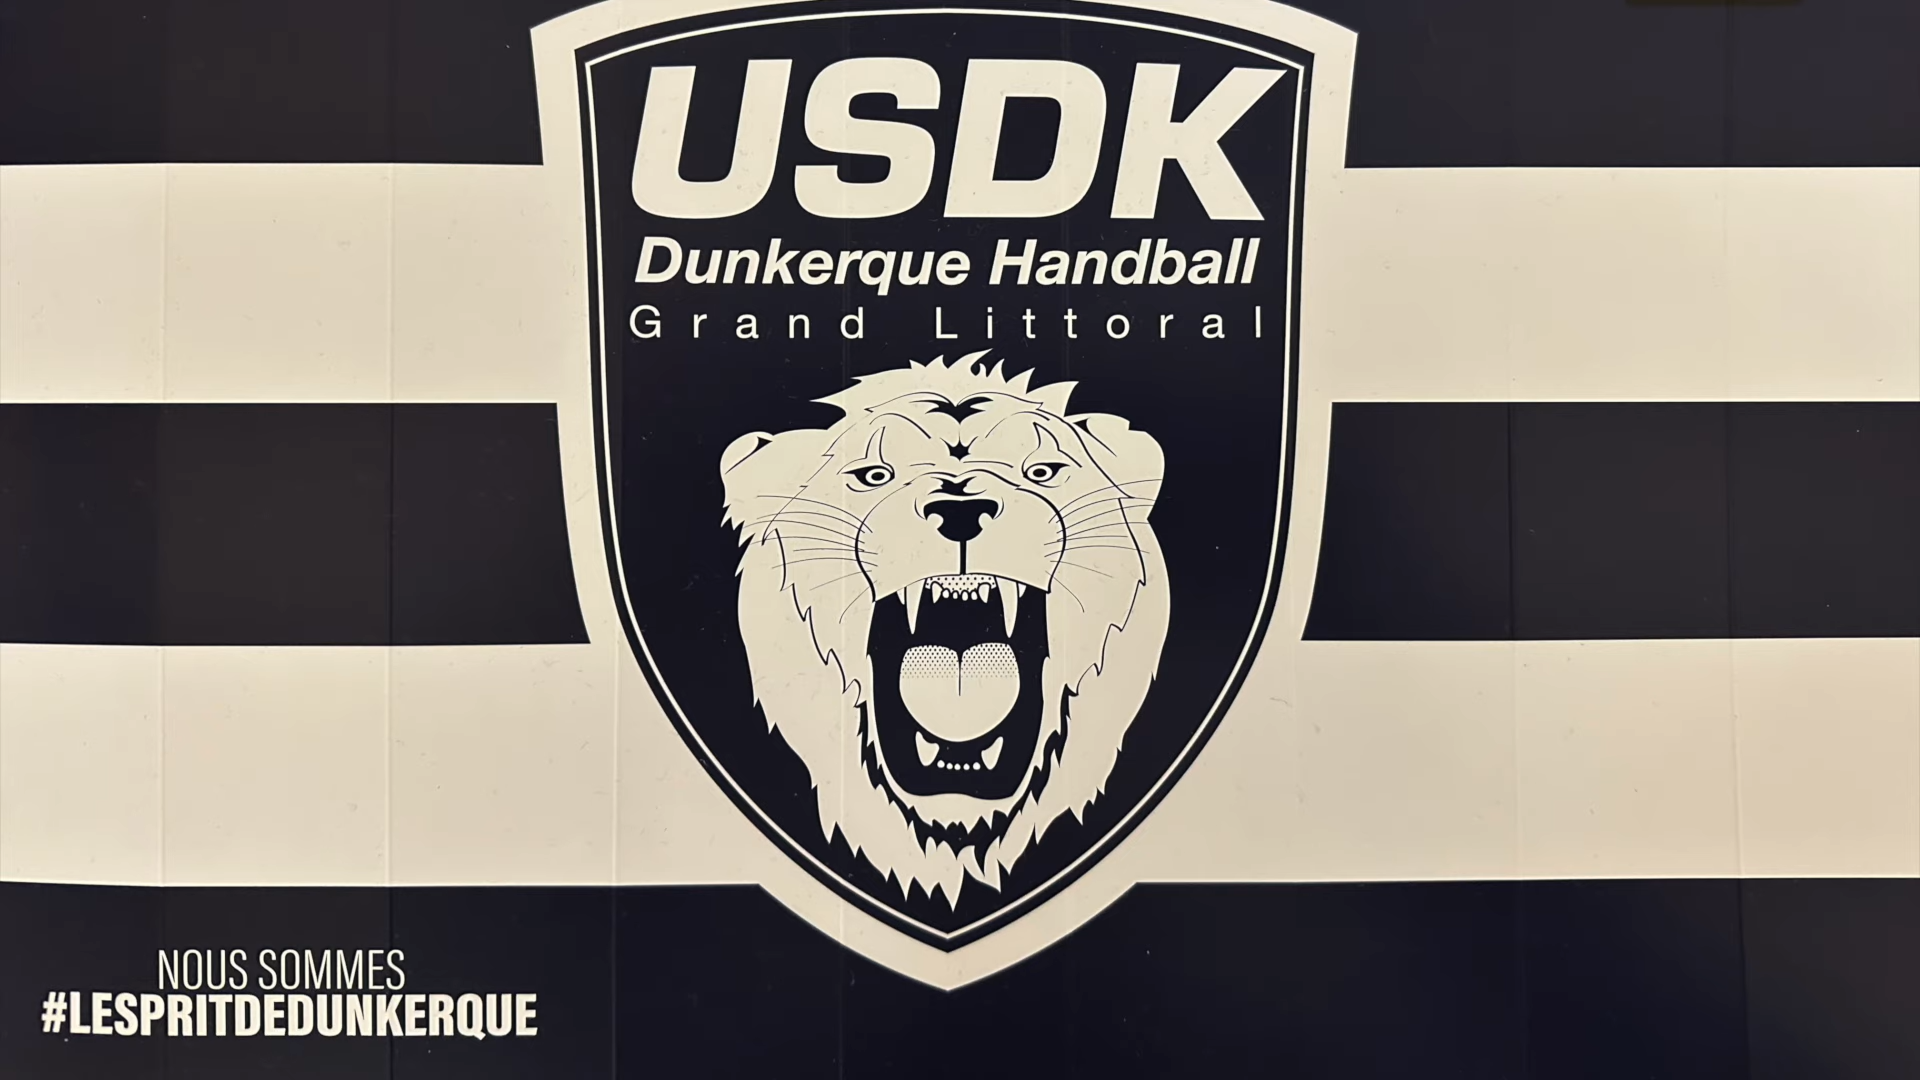 USDK
Dunkerque Handball
Grand Littoral
NOUS SOMMES
#LESPRITDEDUNKERQUE